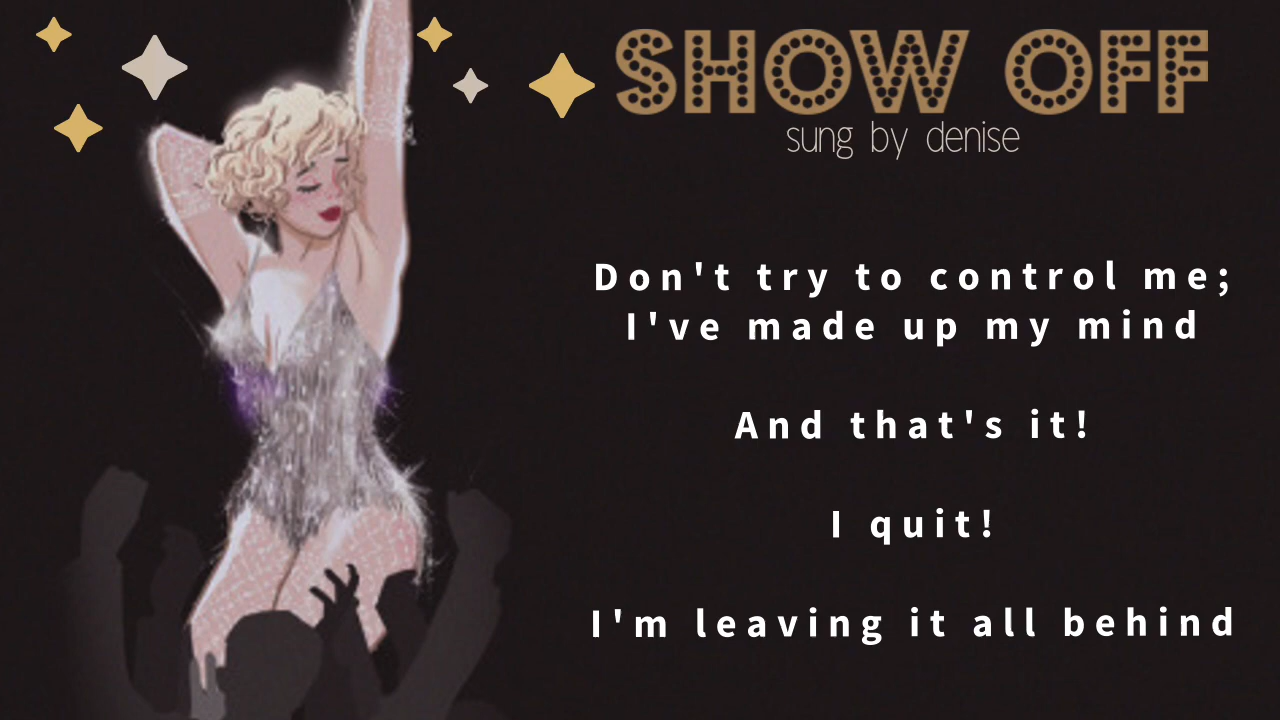 SHOW OFF
sung by denise
Don't try to control me;
I've made up my mind
And that's it!
I quit!
I'm leaving it all behind